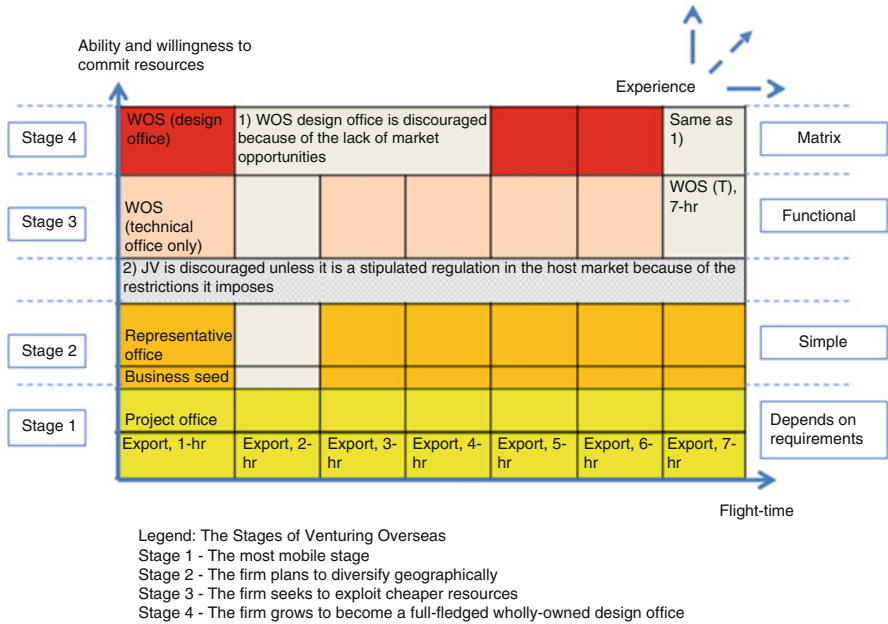 Ability and willingness to
commit resources
Experience
Stage 4
WOS (design
office)
1) WOS design office is discouraged
because of the lack of market
opportunities
Same as
1)
Matrix
Stage 3
WOS
(technical
office only)
WOS (T),
7-hr
Functional
2) JV is discouraged unless it is a stipulated regulation in the host market because of the
restrictions it imposes
Stage 2
Representative
office
Business seed
Simple
Stage 1
Project office
Depends on
requirements
Export, 1-hr
Export, 2-
hr
Export, 3-
hr
Export, 4-
hr
Export, 5-
hr
Export, 6-
hr
Export, 7-
hr
Flight-time
Legend: The Stages of Venturing Overseas
Stage 1 - The most mobile stage
Stage 2 - The firm plans to diversify geographically
Stage 3 - The firm seeks to exploit cheaper resources
Stage 4 - The firm grows to become a full-fledged wholly-owned design office